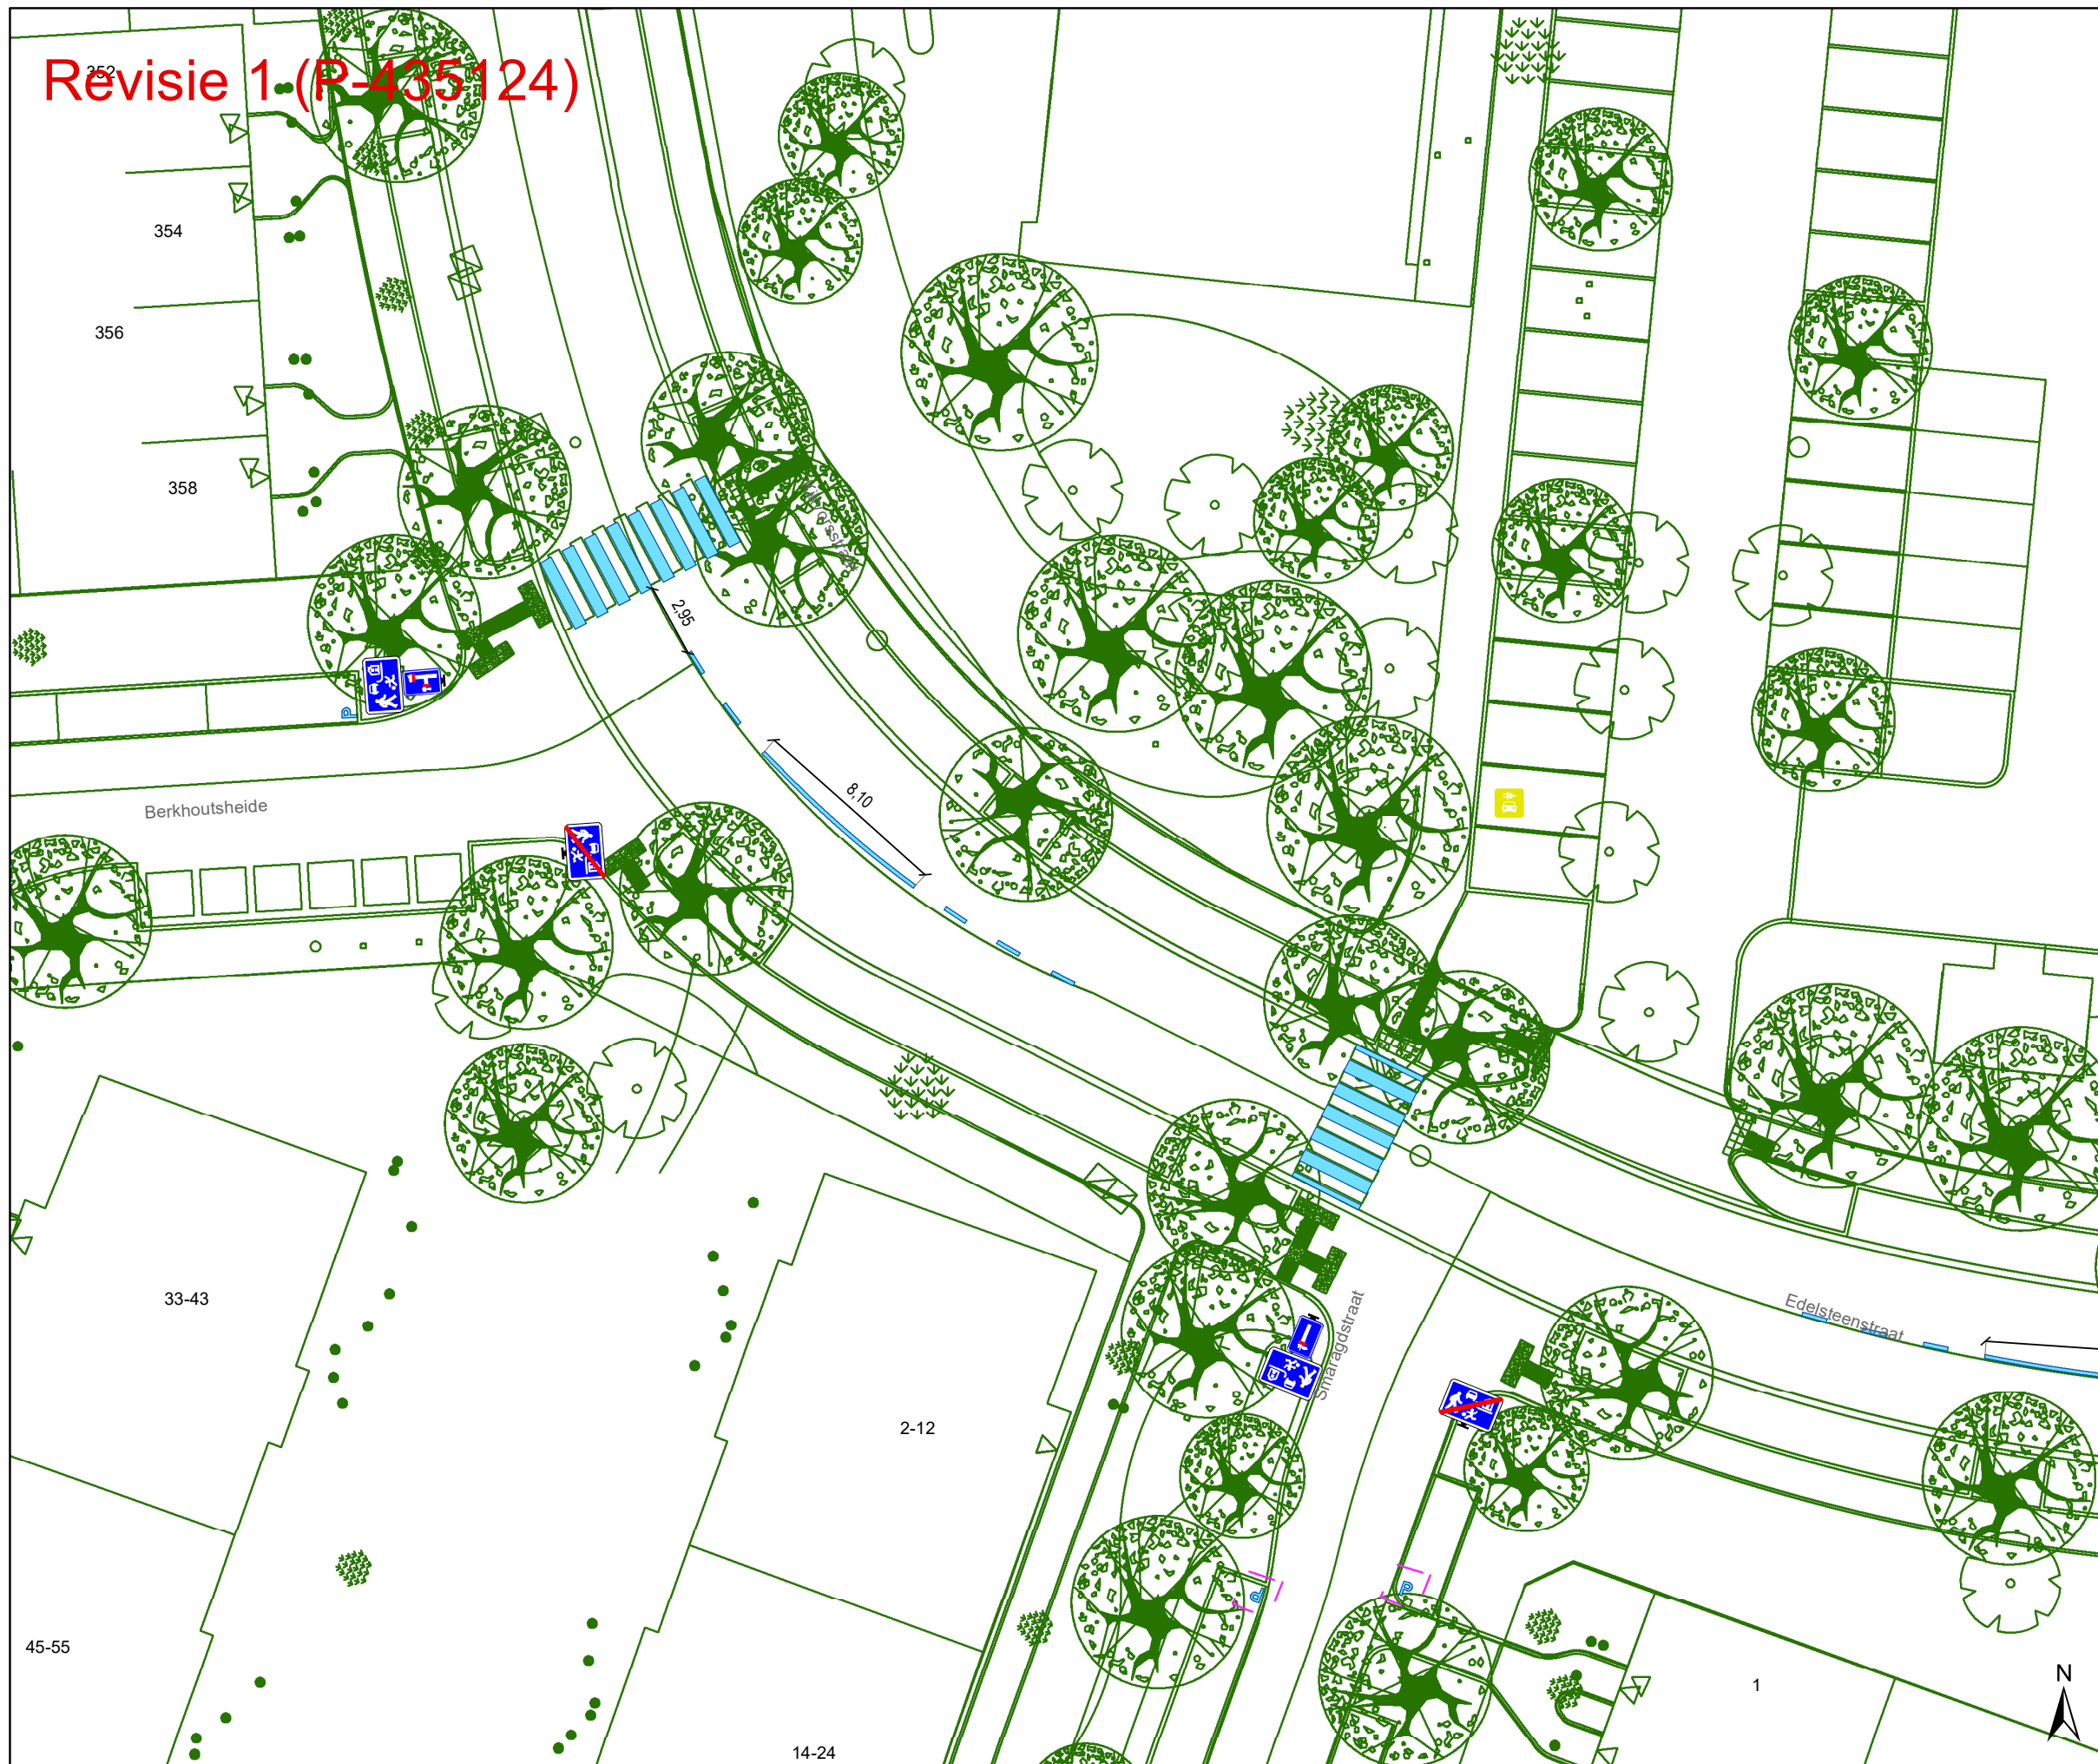 Revisie 1 (R-435124)
352
354
356
358
2,95
P
8,10
Berkhoutsheide
33-43
2-12
Smaragdstraat
Edelsteenstraat
P
P
45-55
14-24
1
N